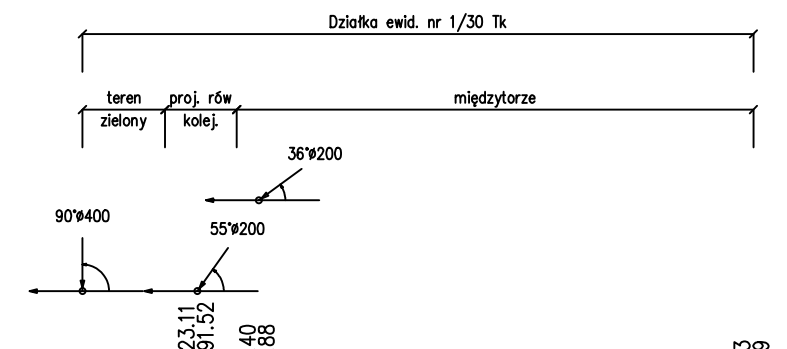 Działka ewid. nr 1/30 Tk
teren
zielony
proj. rów
kolej.
międzytorze
36°ø200
90°ø400
55°ø200
23.11
91.52
40
88